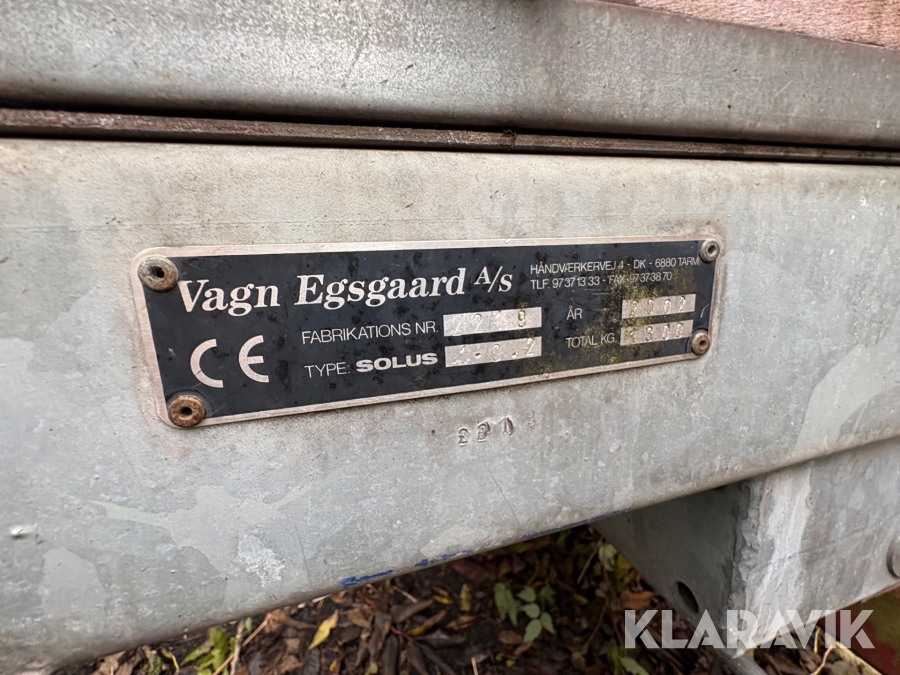 Vagn Egsgaard A/S
HÅNDVÆRKERVEJ 4 - DK - 6880 TARM
TLF. 97 37 13 33 - FAX 97 37 38 70
CE
FABRIKATIONS NR. 2219
ÅR
TYPE: SOLUS
TOTAL KG.
KLARAVIK